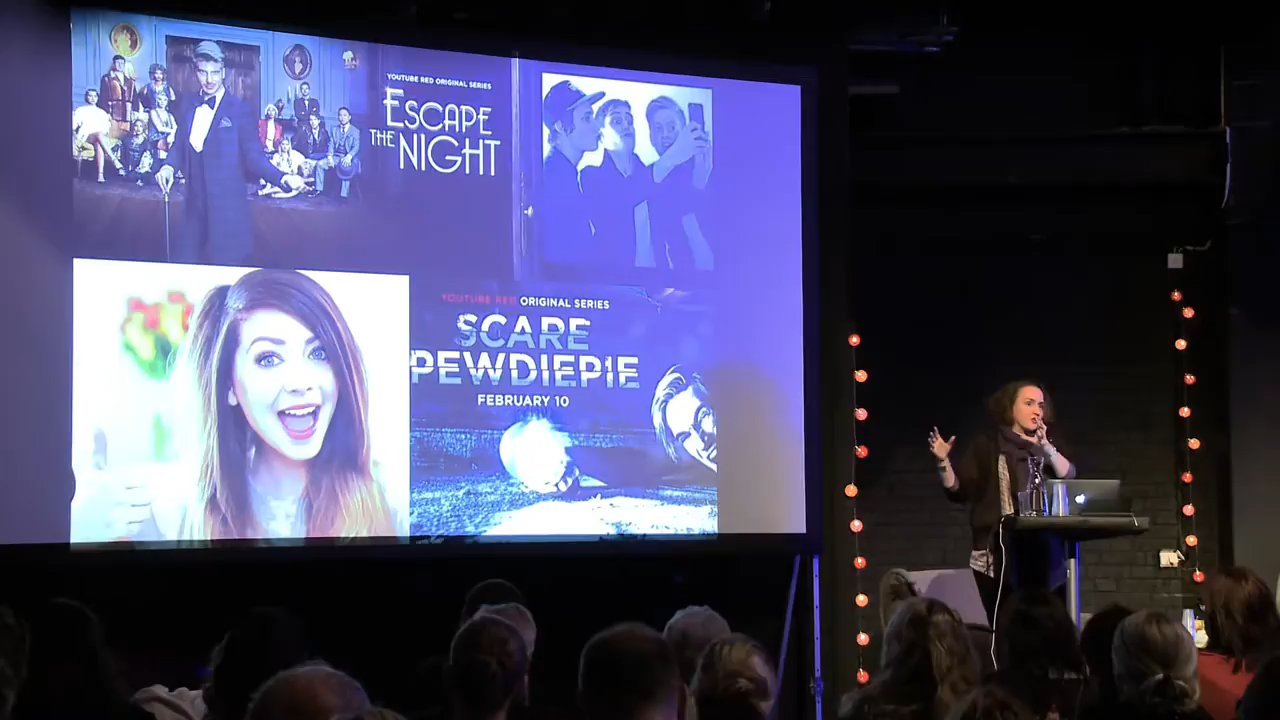 YOUTUBE RED ORIGINAL SERIES
ESCAPE
THE NIGHT
YOUTUBE RED ORIGINAL SERIES
SCARE
PEWDIEPIE
FEBRUARY 10